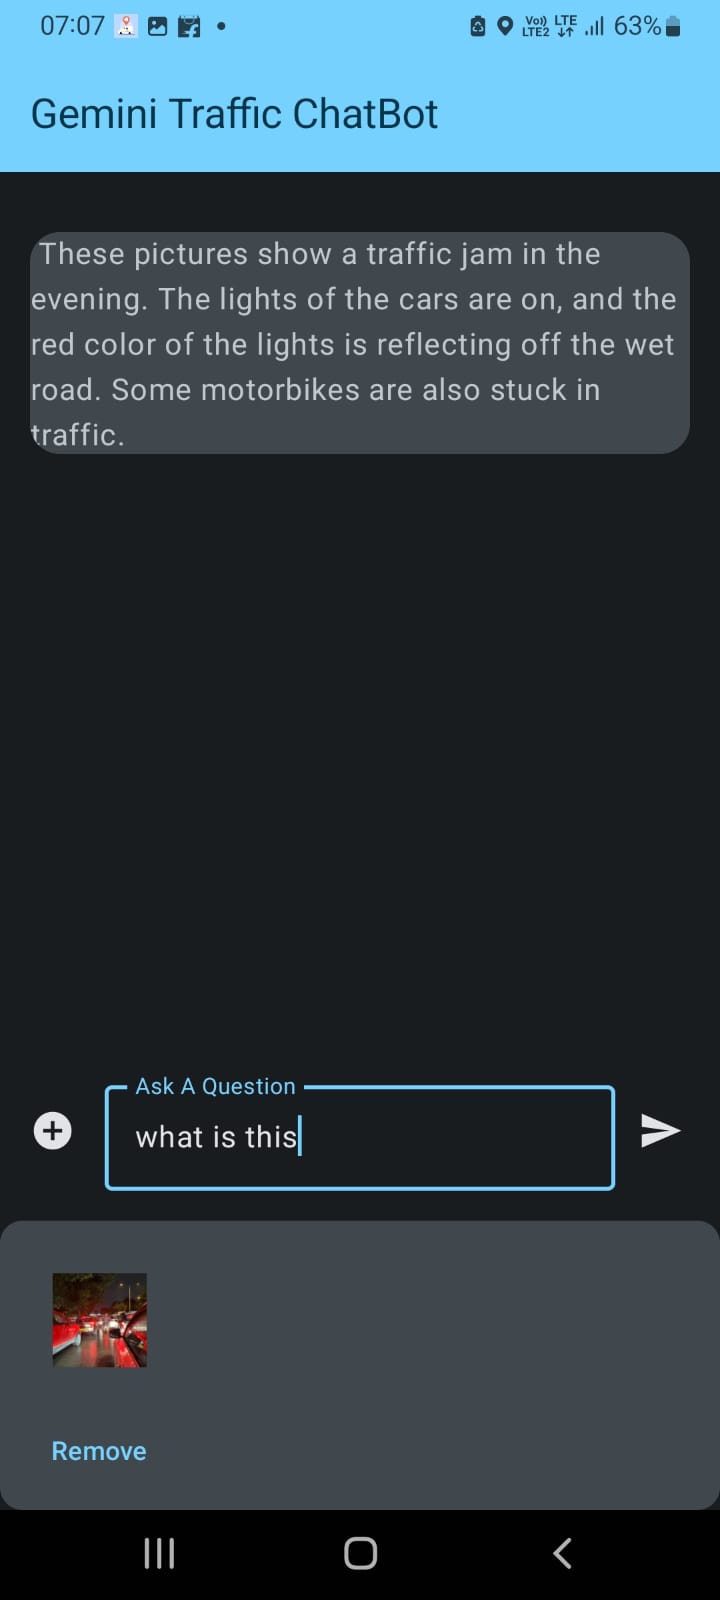 07:07 Vo)) LTE2 LTE 63%
Gemini Traffic ChatBot
These pictures show a traffic jam in the
evening. The lights of the cars are on, and the
red color of the lights is reflecting off the wet
road. Some motorbikes are also stuck in
traffic.
Ask A Question
what is this
Remove